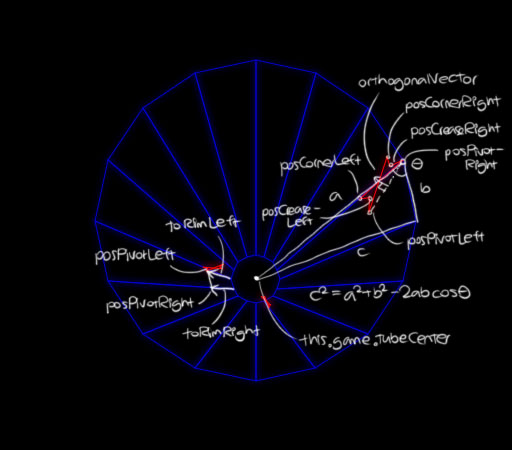 orthogonalVector
posCornerRight
posCreaseRight
posPivot-
Right
θ
posCornerLeft
a
b
posCrease-
Left
toRimLeft
posPivotLeft
c
posPivotLeft
c² = a² + b² - 2ab cosθ
posPivotRight
toRimRight
this.game.tubeCenter